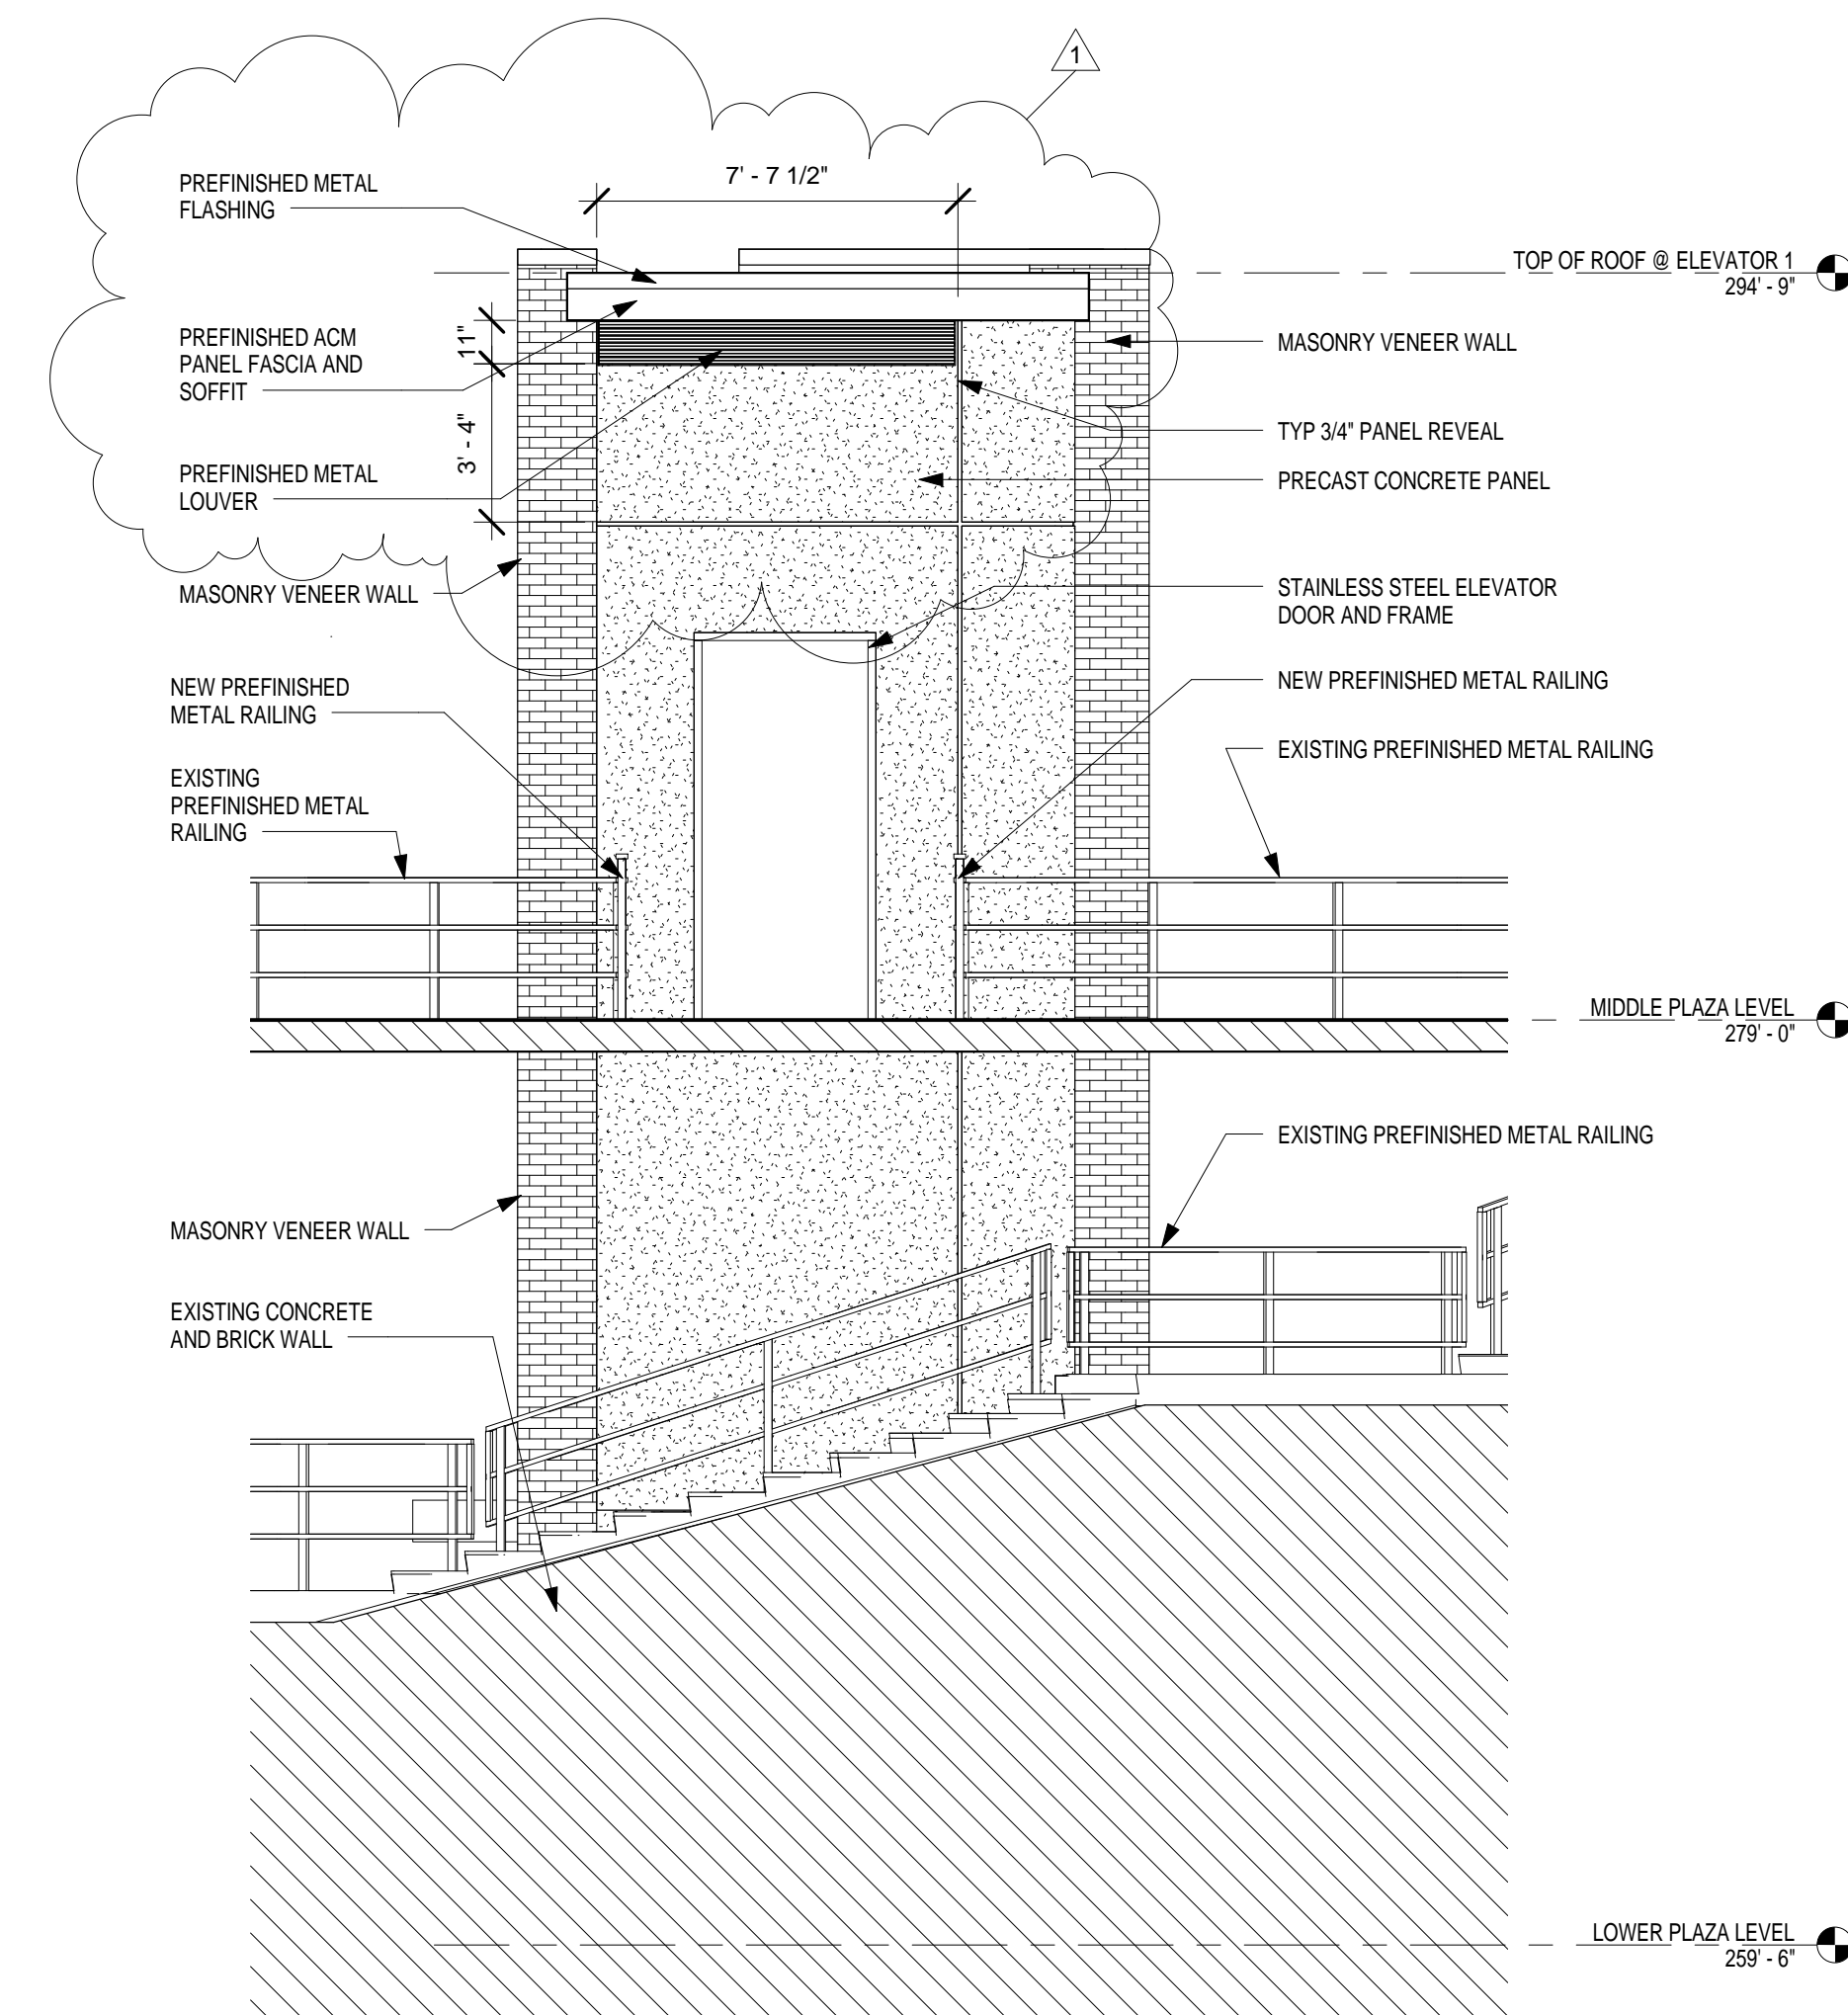 1
7' - 7 1/2"
PREFINISHED METAL
FLASHING
PREFINISHED ACM
PANEL FASCIA AND
SOFFIT
11"
3' - 4"
PREFINISHED METAL
LOUVER
MASONRY VENEER WALL
NEW PREFINISHED
METAL RAILING
EXISTING
PREFINISHED METAL
RAILING
MASONRY VENEER WALL
EXISTING CONCRETE
AND BRICK WALL
TOP OF ROOF @ ELEVATOR 1
294' - 9"
MASONRY VENEER WALL
TYP 3/4" PANEL REVEAL
PRECAST CONCRETE PANEL
STAINLESS STEEL ELEVATOR
DOOR AND FRAME
NEW PREFINISHED METAL RAILING
EXISTING PREFINISHED METAL RAILING
MIDDLE PLAZA LEVEL
279' - 0"
EXISTING PREFINISHED METAL RAILING
LOWER PLAZA LEVEL
259' - 6"